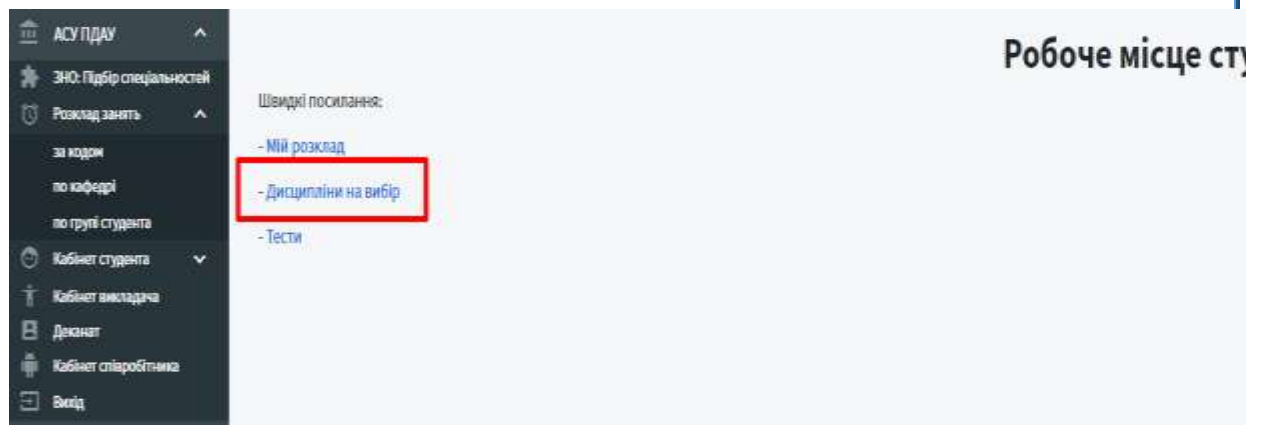 АСУ ПДАУ
ЗНО: Підбір спеціальностей
Розклад занять
за кодом
по кафедрі
по групі студента
Кабінет студента
Кабінет викладача
Деканат
Кабінет співробітника
Вихід
Робоче місце сту
Швидкі посилання:
- Мій розклад
- Дисципліни на вибір
- Тести